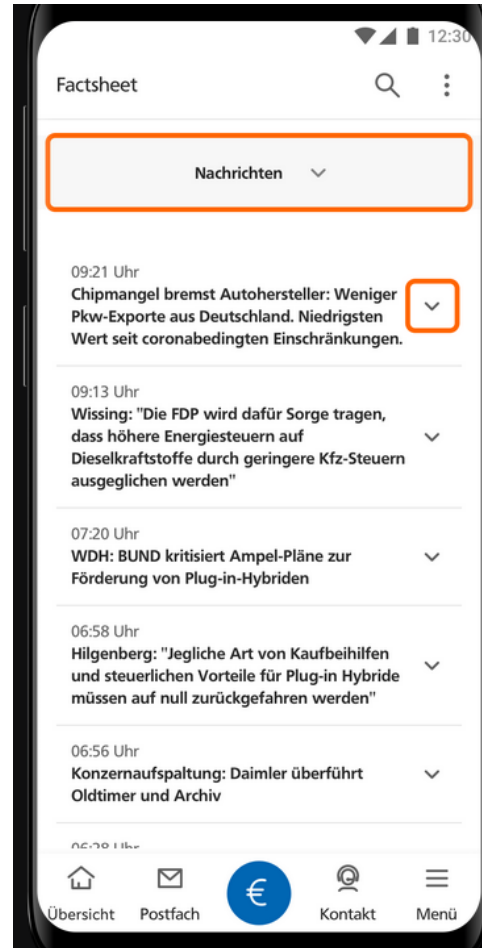 12:30
Factsheet
Nachrichten
09:21 Uhr
Chipmangel bremst Autohersteller: Weniger
Pkw-Exporte aus Deutschland. Niedrigsten
Wert seit coronabedingten Einschränkungen.
09:13 Uhr
Wissing: "Die FDP wird dafür Sorge tragen,
dass höhere Energiesteuern auf
Dieselkraftstoffe durch geringere Kfz-Steuern
ausgeglichen werden"
07:20 Uhr
WDH: BUND kritisiert Ampel-Pläne zur
Förderung von Plug-in-Hybriden
06:58 Uhr
Hilgenberg: "Jegliche Art von Kaufbeihilfen
und steuerlichen Vorteile für Plug-in Hybride
müssen auf null zurückgefahren werden"
06:56 Uhr
Konzernaufspaltung: Daimler überführt
Oldtimer und Archiv
06:28 Uhr
€
Übersicht Postfach Kontakt Menü